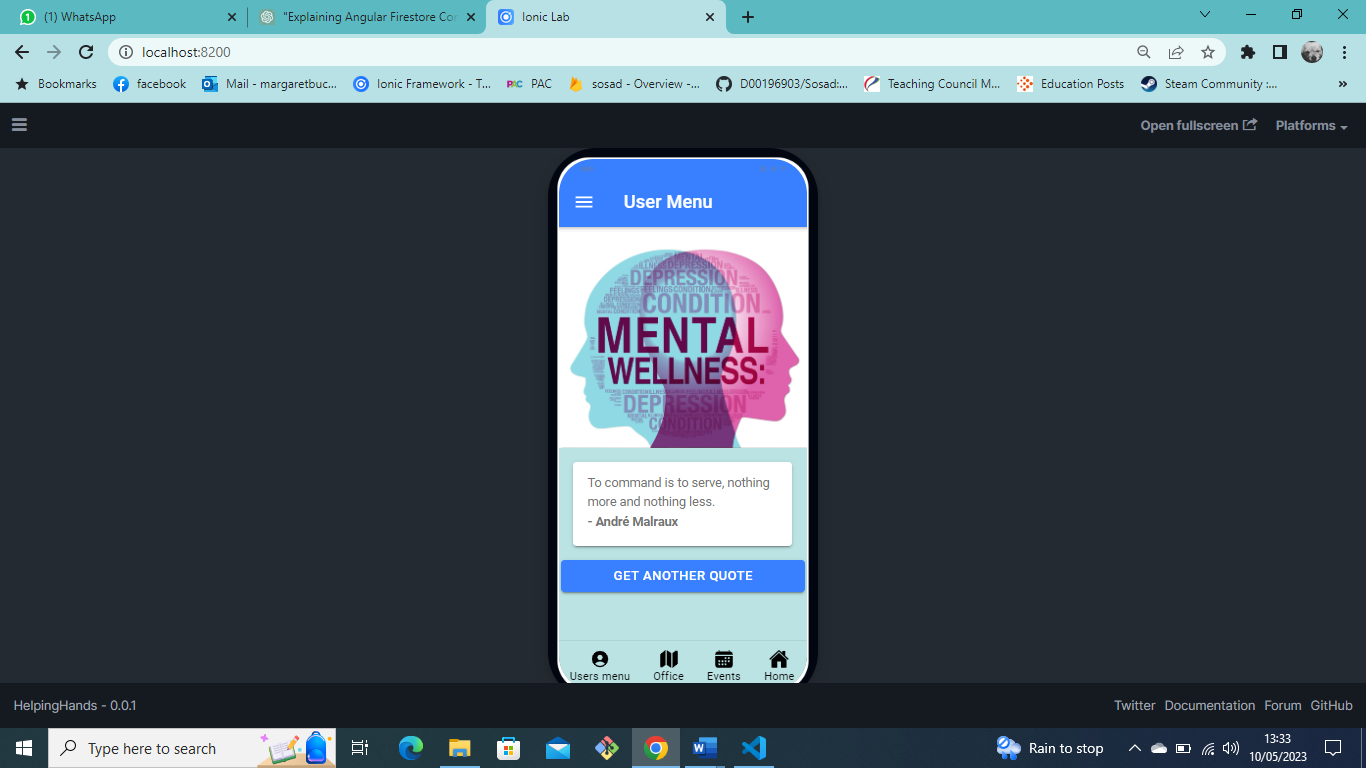 (1) WhatsApp
"Explaining Angular Firestore Cor
Ionic Lab
localhost:8200
Bookmarks
facebook
Mail - margaretbuc...
Ionic Framework - T...
PAC
PAC
sosad - Overview -...
D00196903/Sosad:...
Teaching Council M...
Education Posts
Steam Community :...
»
Open fullscreen
Platforms
User Menu
DEPRESSION
DEPRESSION
CONDITION
MENTAL
WELLNESS:
DEPRESSION
CONDITION
To command is to serve, nothing
more and nothing less.
- André Malraux
GET ANOTHER QUOTE
Users menu
Office
Events
Home
HelpingHands - 0.0.1
Twitter Documentation Forum GitHub
Type here to search
Rain to stop
13:33
10/05/2023